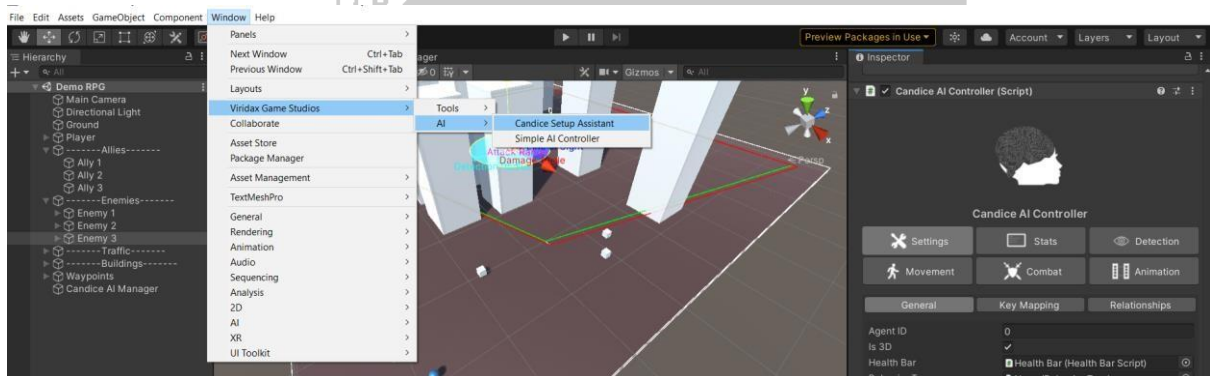 File Edit Assets GameObject Component Window Help
Preview Packages in Use
Account
Layers
Layout
Hierarchy
All
Demo RPG
Main Camera
Directional Light
Ground
Player
-------Allies-------
Ally 1
Ally 2
Ally 3
-------Enemies-------
Enemy 1
Enemy 2
Enemy 3
-------Traffic-------
-------Buildings-------
Waypoints
Candice AI Manager
Panels
Next Window Ctrl+Tab
Previous Window Ctrl+Shift+Tab
Layouts
Viridax Game Studios
Collaborate
Asset Store
Package Manager
Asset Management
TextMeshPro
General
Rendering
Animation
Audio
Sequencing
Analysis
2D
AI
XR
UI Toolkit
Tools
AI
Candice Setup Assistant
Simple AI Controller
Gizmos
All
y
z
x
Persp
Inspector
Candice AI Controller (Script)
Candice AI Controller
Settings
Stats
Detection
Movement
Combat
Animation
General
Key Mapping
Relationships
Agent ID 0
Is 3D
Health Bar Health Bar (Health Bar Script)